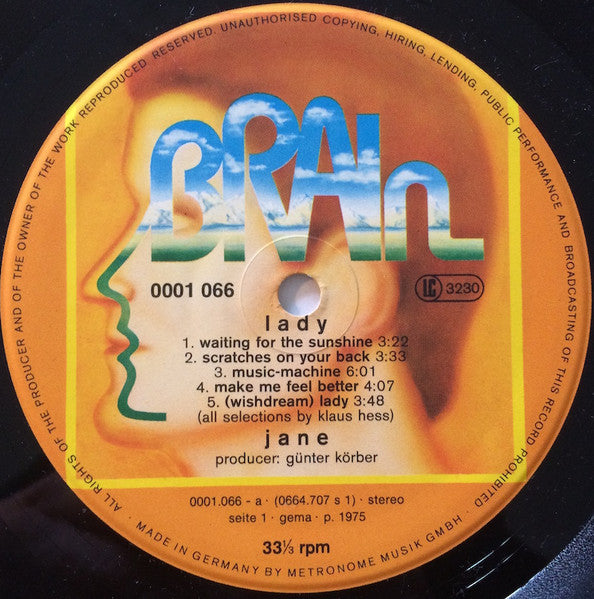 ALL RIGHTS OF THE PRODUCER AND OF THE OWNER OF THE WORK REPRODUCED RESERVED. UNAUTHORISED COPYING, HIRING, LENDING, PUBLIC PERFORMANCE AND BROADCASTING OF THIS RECORD PROHIBITED
BRAIn
0001 066
LC 3230
lady
1. waiting for the sunshine 3:22
2. scratches on your back 3:33
3. music-machine 6:01
4. make me feel better 4:07
5. (wishdream) lady 3:48
(all selections by klaus hess)
jane
producer: günter körber
0001.066 - a · (0664.707 s 1) · stereo
seite 1 · gema · p. 1975
33⅓ rpm
· MADE IN GERMANY BY METRONOME MUSIK GMBH ·